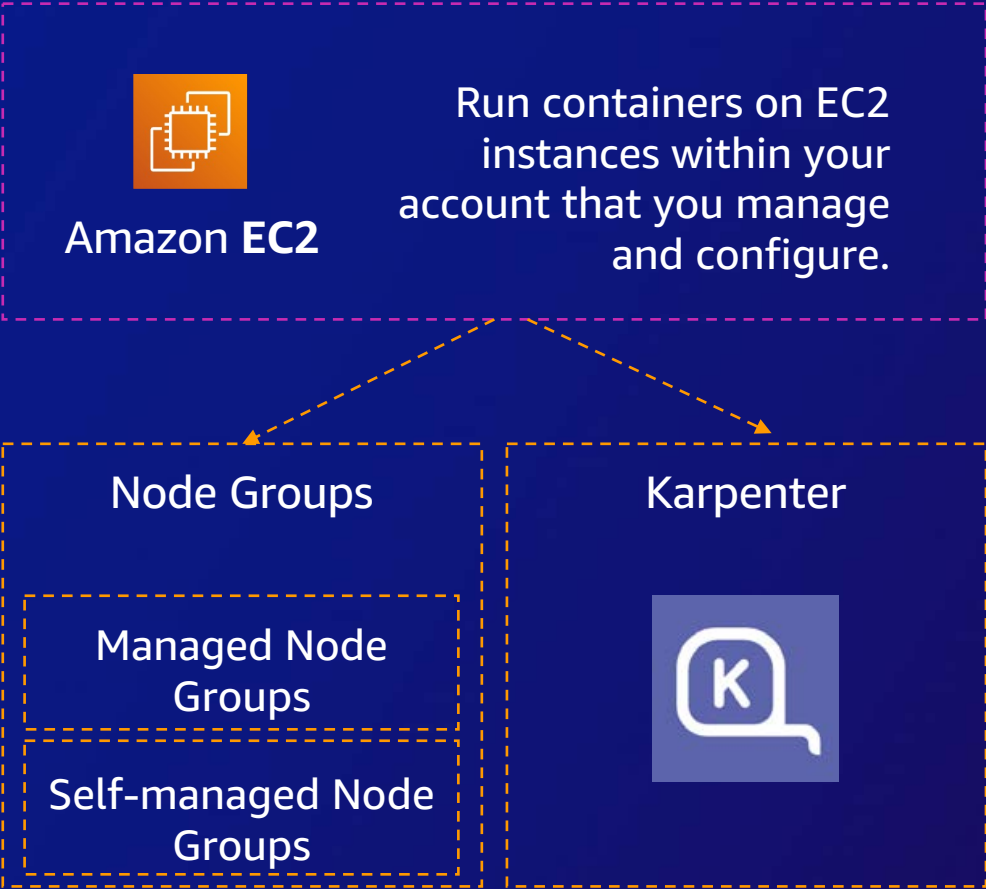 Run containers on EC2
instances within your
account that you manage
and configure.
Amazon EC2
Node Groups
Managed Node
Groups
Self-managed Node
Groups
Karpenter
K